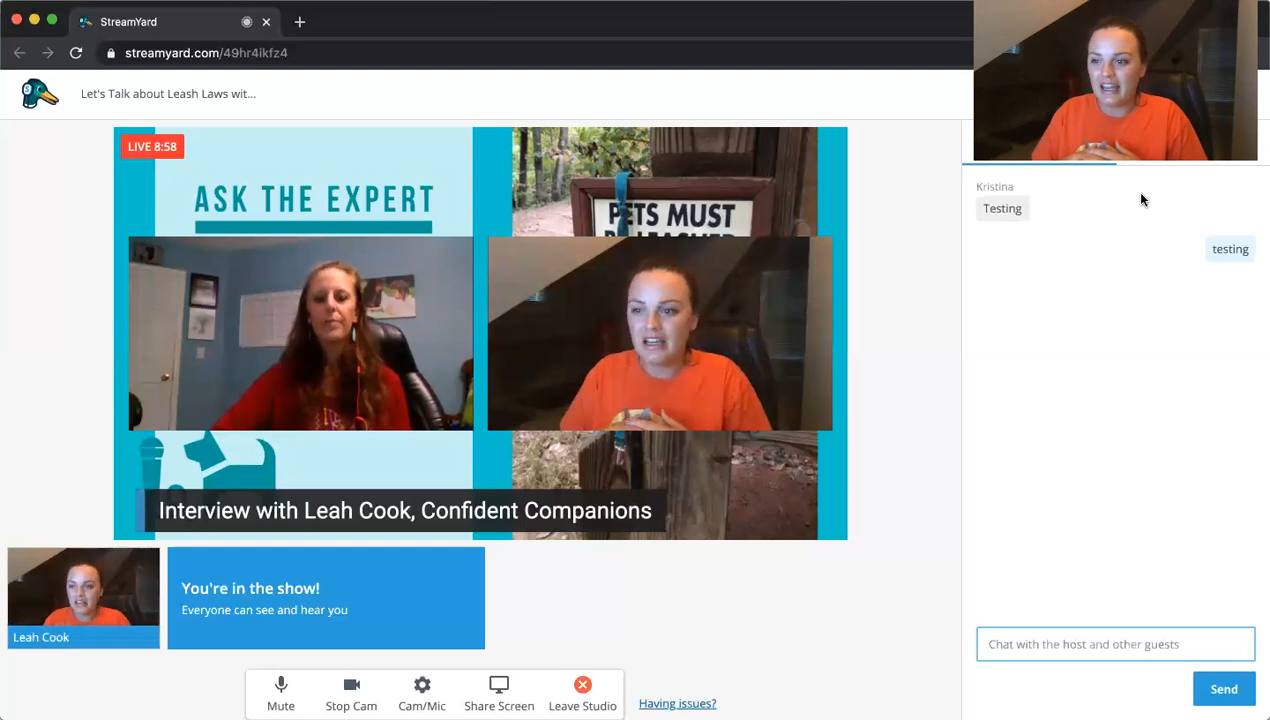 StreamYard
streamyard.com/49hr4ikfz4
Let's Talk about Leash Laws wit...
LIVE 8:58
ASK THE EXPERT
PETS MUST
Interview with Leah Cook, Confident Companions
Kristina
Testing
testing
Leah Cook
You're in the show!
Everyone can see and hear you
Chat with the host and other guests
Send
Mute
Stop Cam
Cam/Mic
Share Screen
Leave Studio
Having issues?